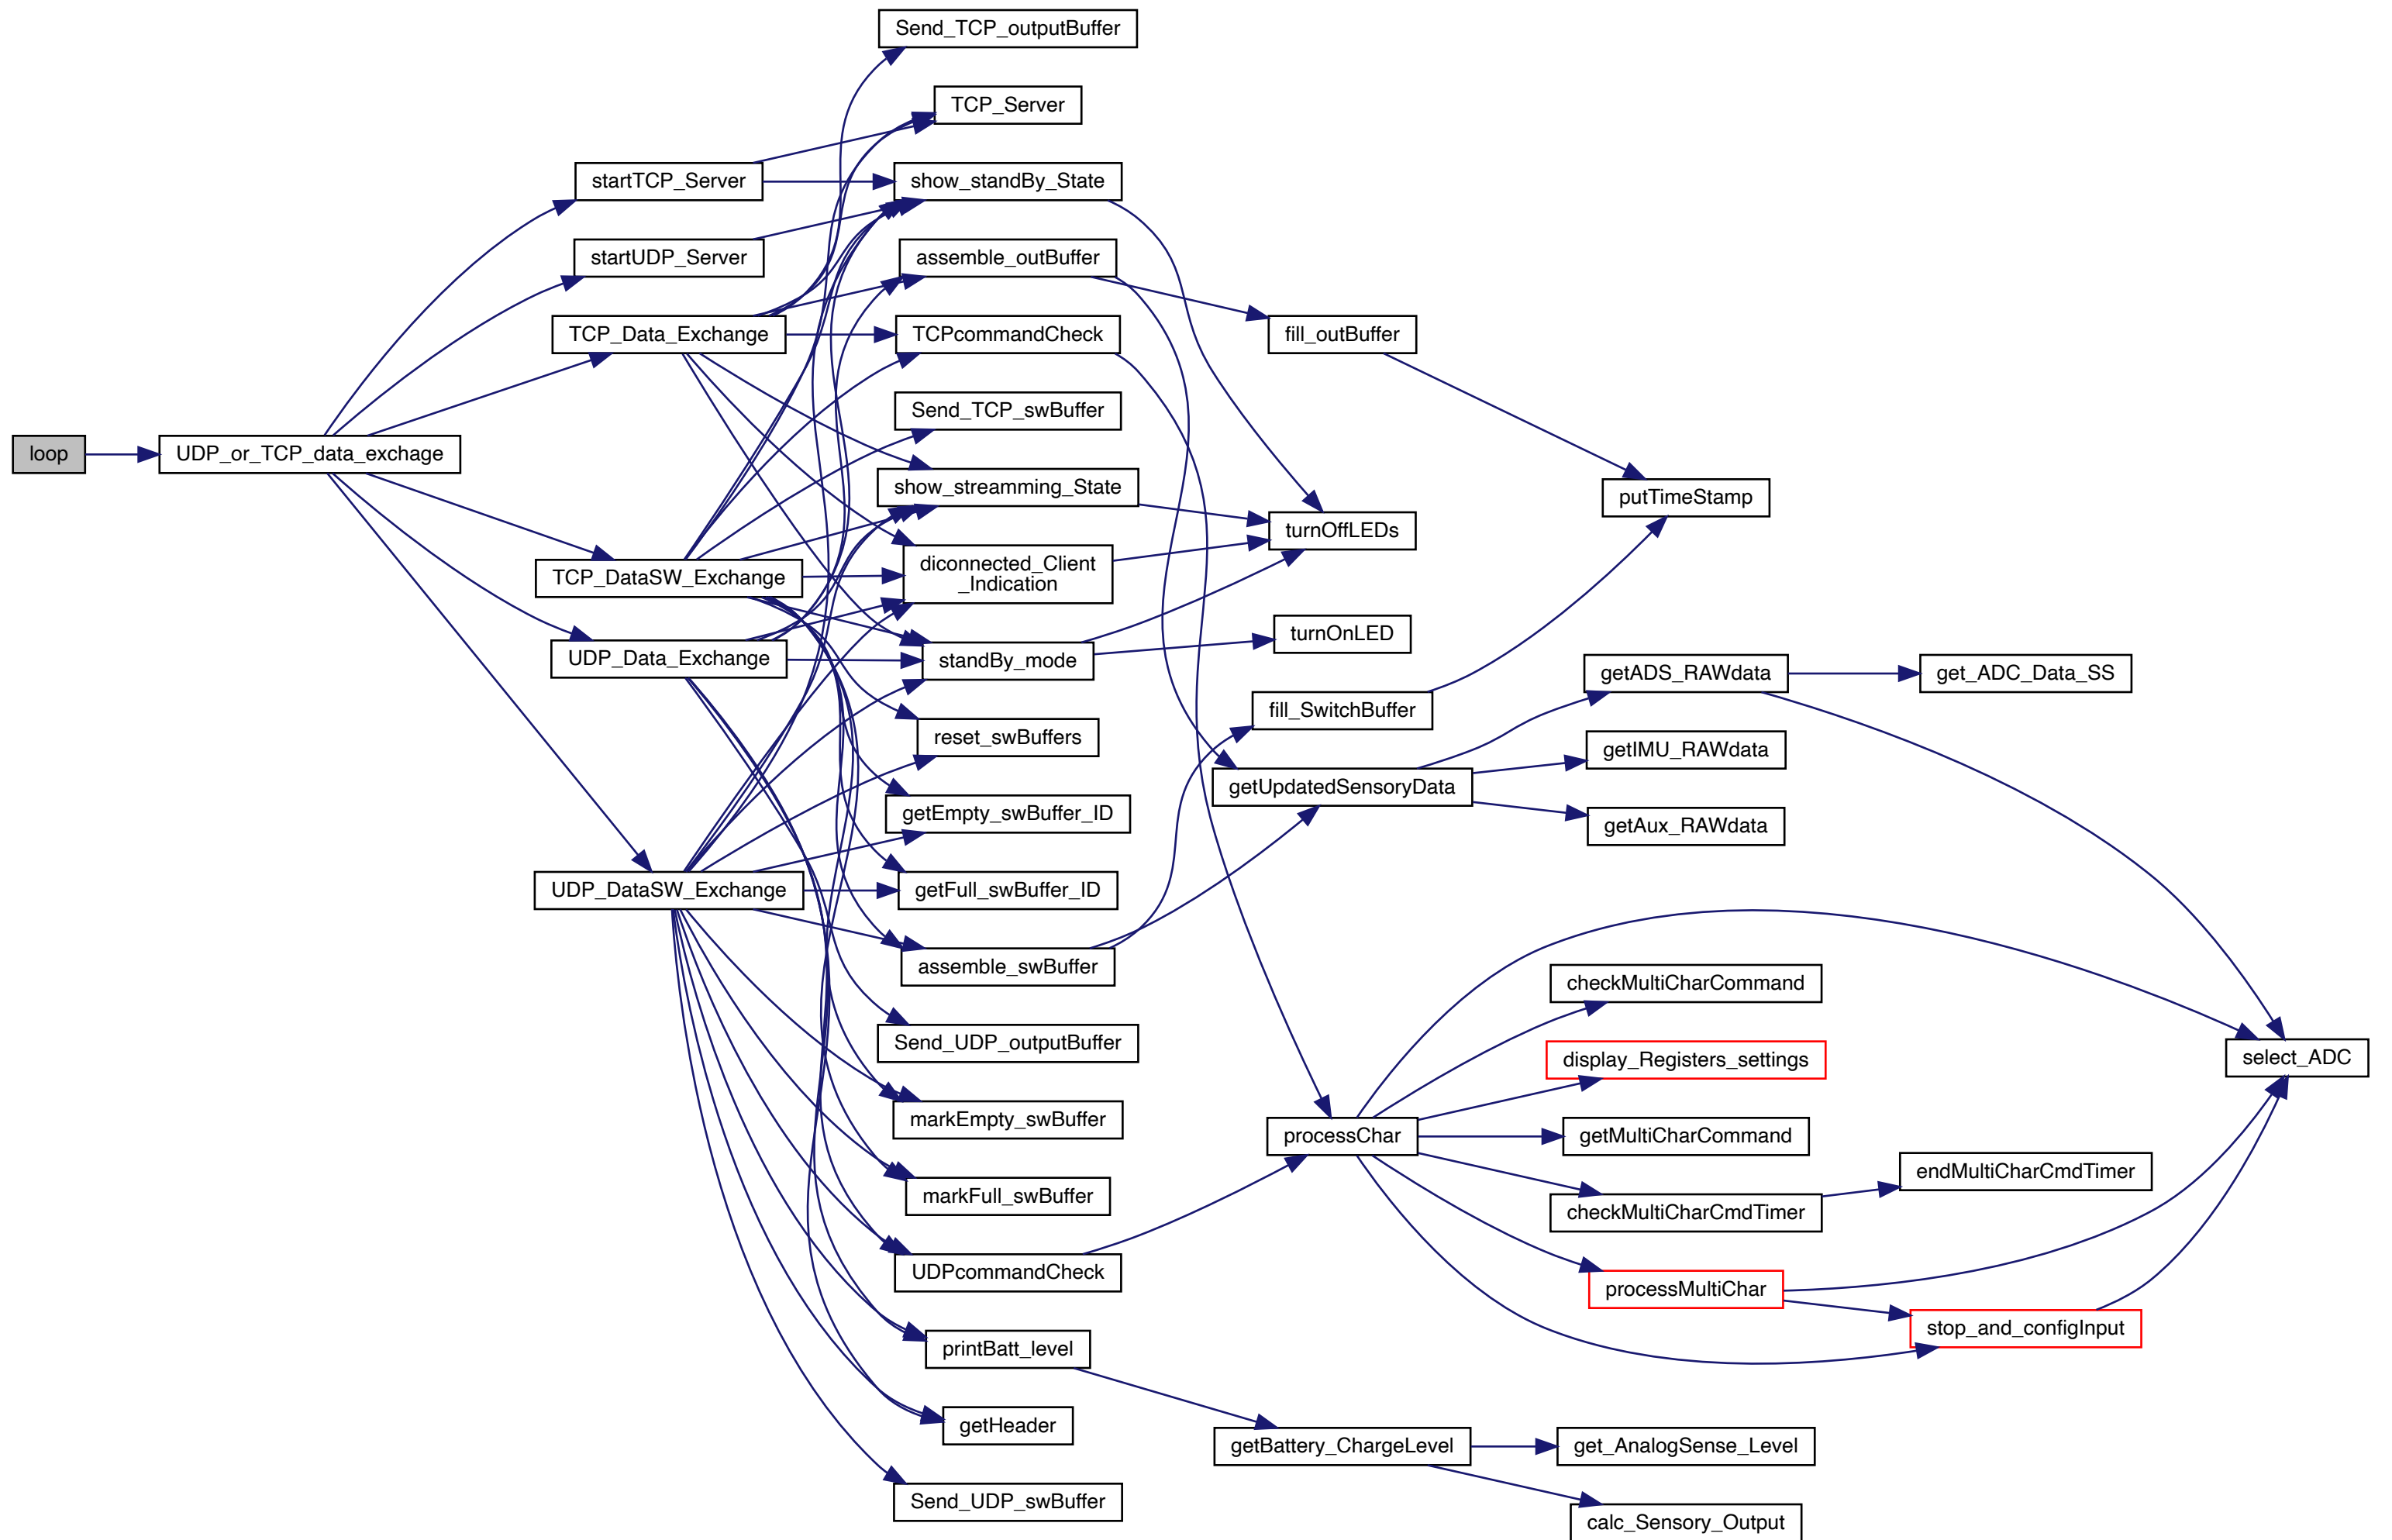 loop
UDP_or_TCP_data_exchage
startTCP_Server
startUDP_Server
TCP_Data_Exchange
TCP_DataSW_Exchange
UDP_Data_Exchange
UDP_DataSW_Exchange
Send_TCP_outputBuffer
TCP_Server
show_standBy_State
assemble_outBuffer
TCPcommandCheck
Send_TCP_swBuffer
show_streamming_State
diconnected_Client
_Indication
standBy_mode
reset_swBuffers
getEmpty_swBuffer_ID
getFull_swBuffer_ID
assemble_swBuffer
Send_UDP_outputBuffer
markEmpty_swBuffer
markFull_swBuffer
UDPcommandCheck
printBatt_level
getHeader
Send_UDP_swBuffer
fill_outBuffer
turnOffLEDs
turnOnLED
fill_SwitchBuffer
getUpdatedSensoryData
processChar
getBattery_ChargeLevel
putTimeStamp
getADS_RAWdata
getIMU_RAWdata
getAux_RAWdata
checkMultiCharCommand
display_Registers_settings
getMultiCharCommand
checkMultiCharCmdTimer
processMultiChar
get_AnalogSense_Level
calc_Sensory_Output
get_ADC_Data_SS
endMultiCharCmdTimer
stop_and_configInput
select_ADC